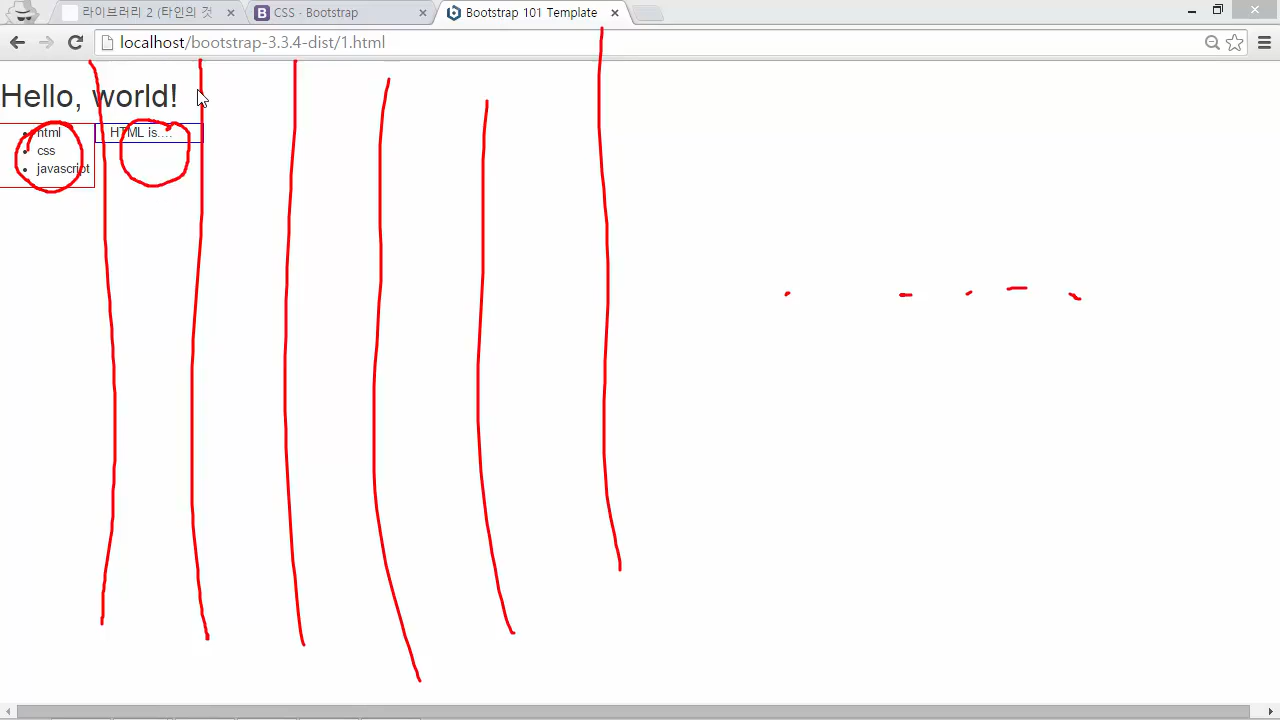 라이브러리 2 (타인의 것
CSS - Bootstrap
Bootstrap 101 Template
localhost/bootstrap-3.3.4-dist/1.html
Hello, world!
html
css
javascript
HTML is....